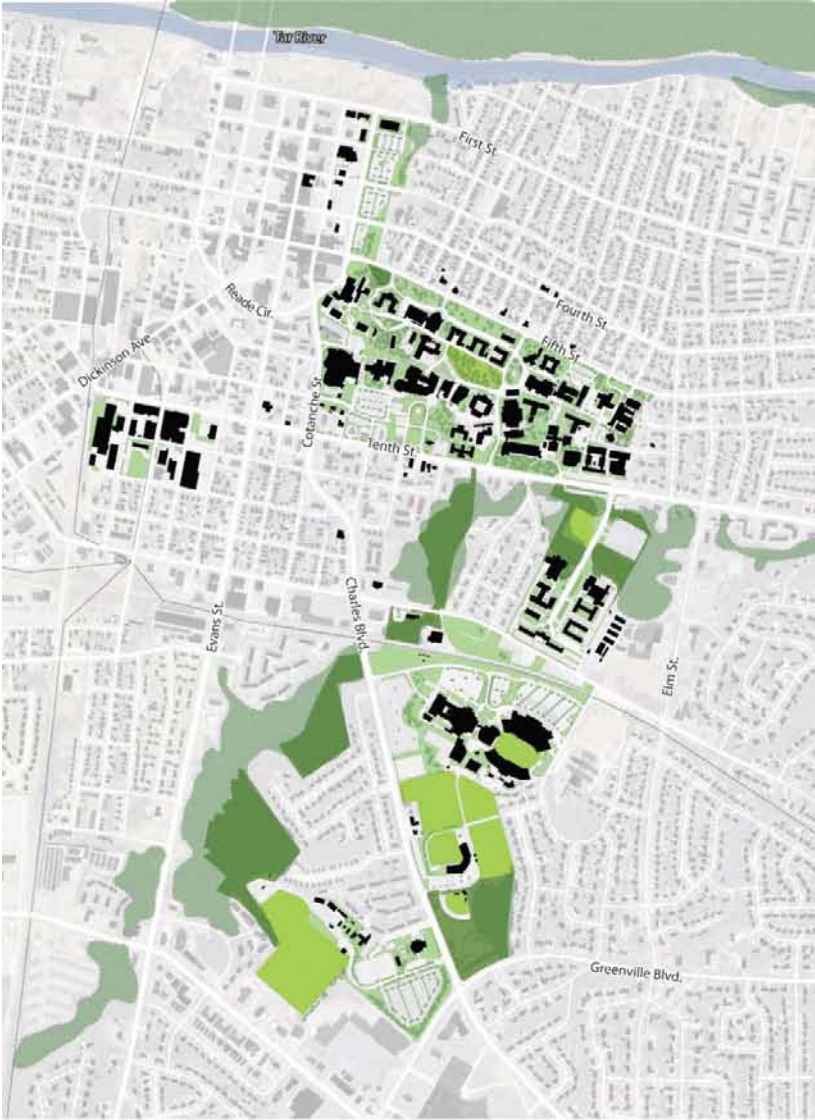 Tar River
First St.
Fourth St.
Reade Cir.
Fifth St.
Dickinson Ave.
Cotanche St.
Tenth St.
Charles Blvd.
Evans St.
Elm St.
Greenville Blvd.